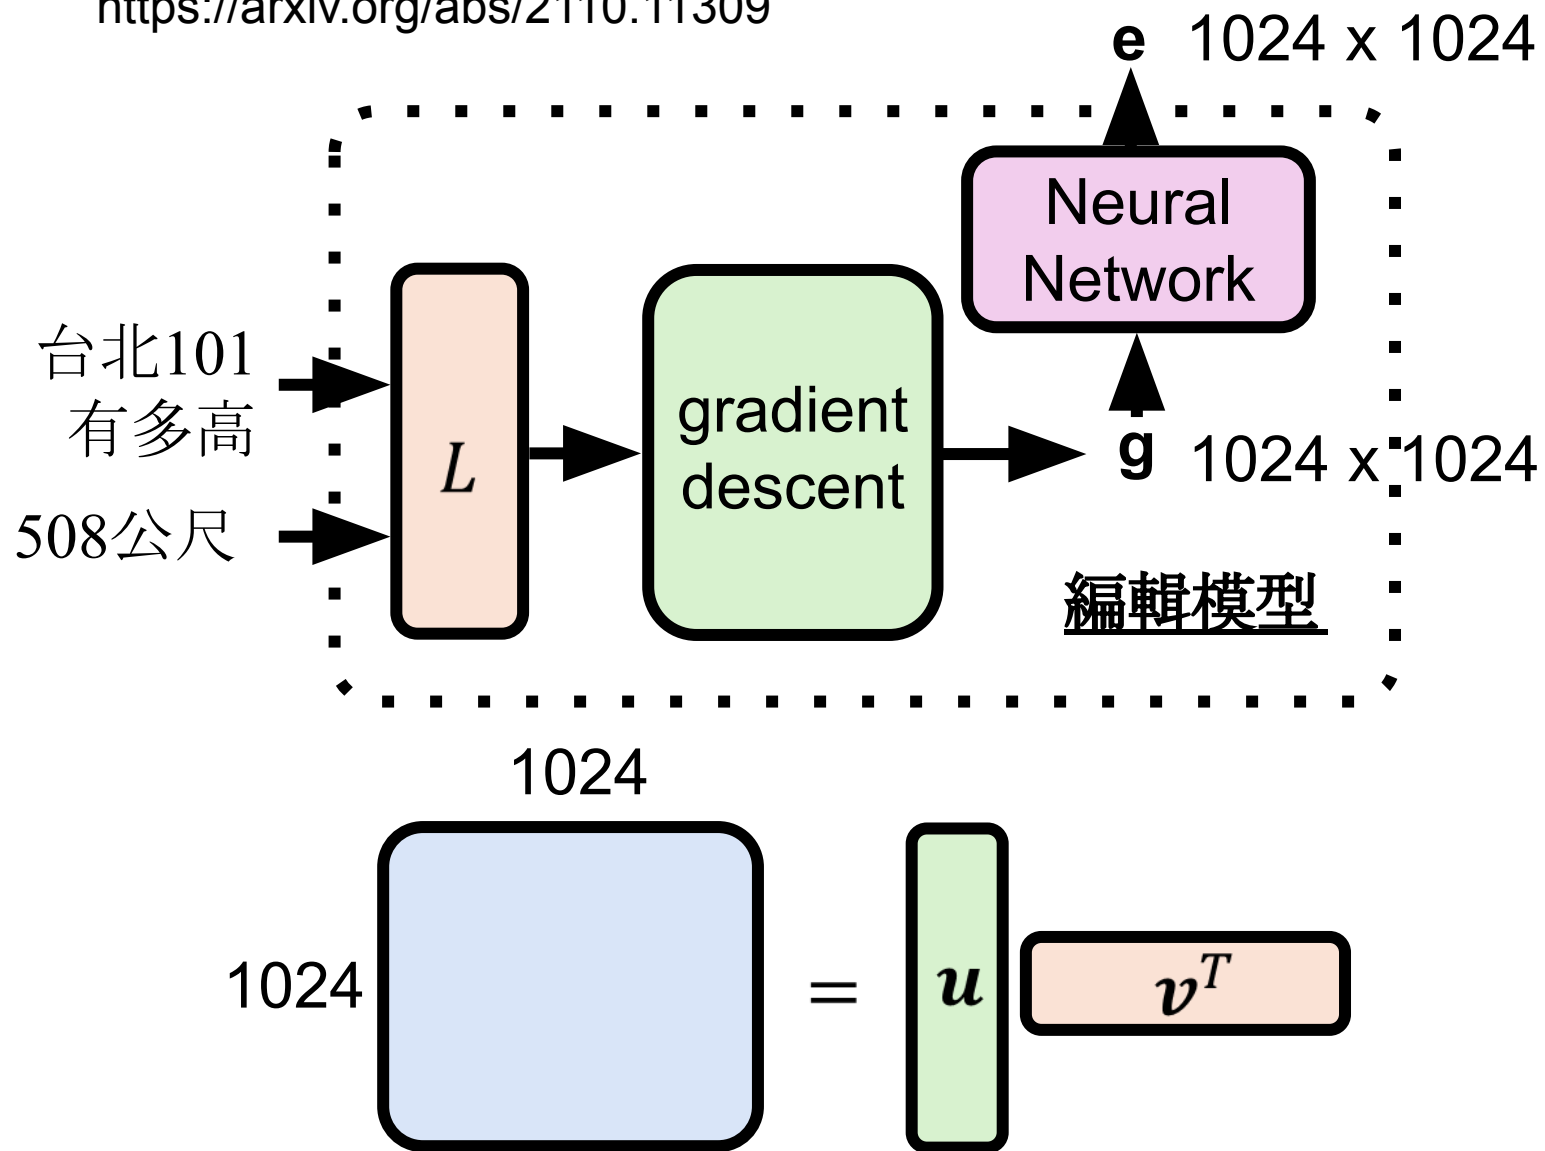 https://arxiv.org/abs/2110.11309
e 1024 x 1024
Neural
Network
台北101
有多高
L
gradient
descent
g 1024 x 1024
508公尺
編輯模型
1024
1024
=
u
v^T